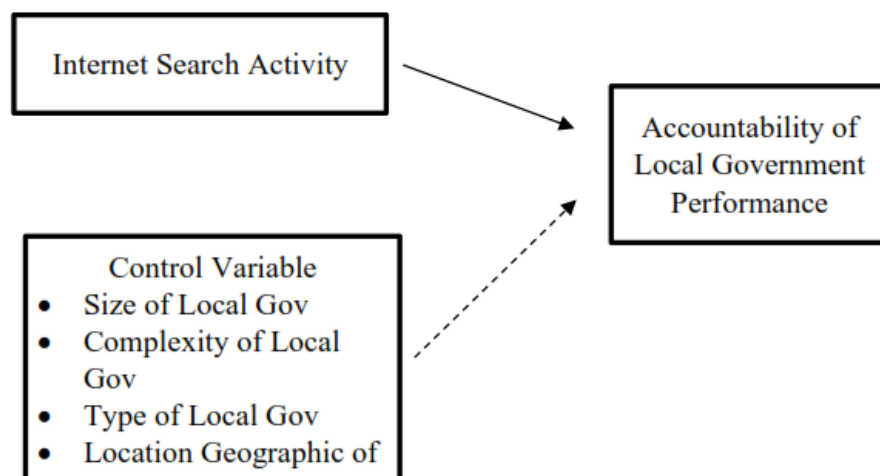 Internet Search Activity
Accountability of
Local Government
Performance
Control Variable
• Size of Local Gov
• Complexity of Local
Gov
• Type of Local Gov
• Location Geographic of